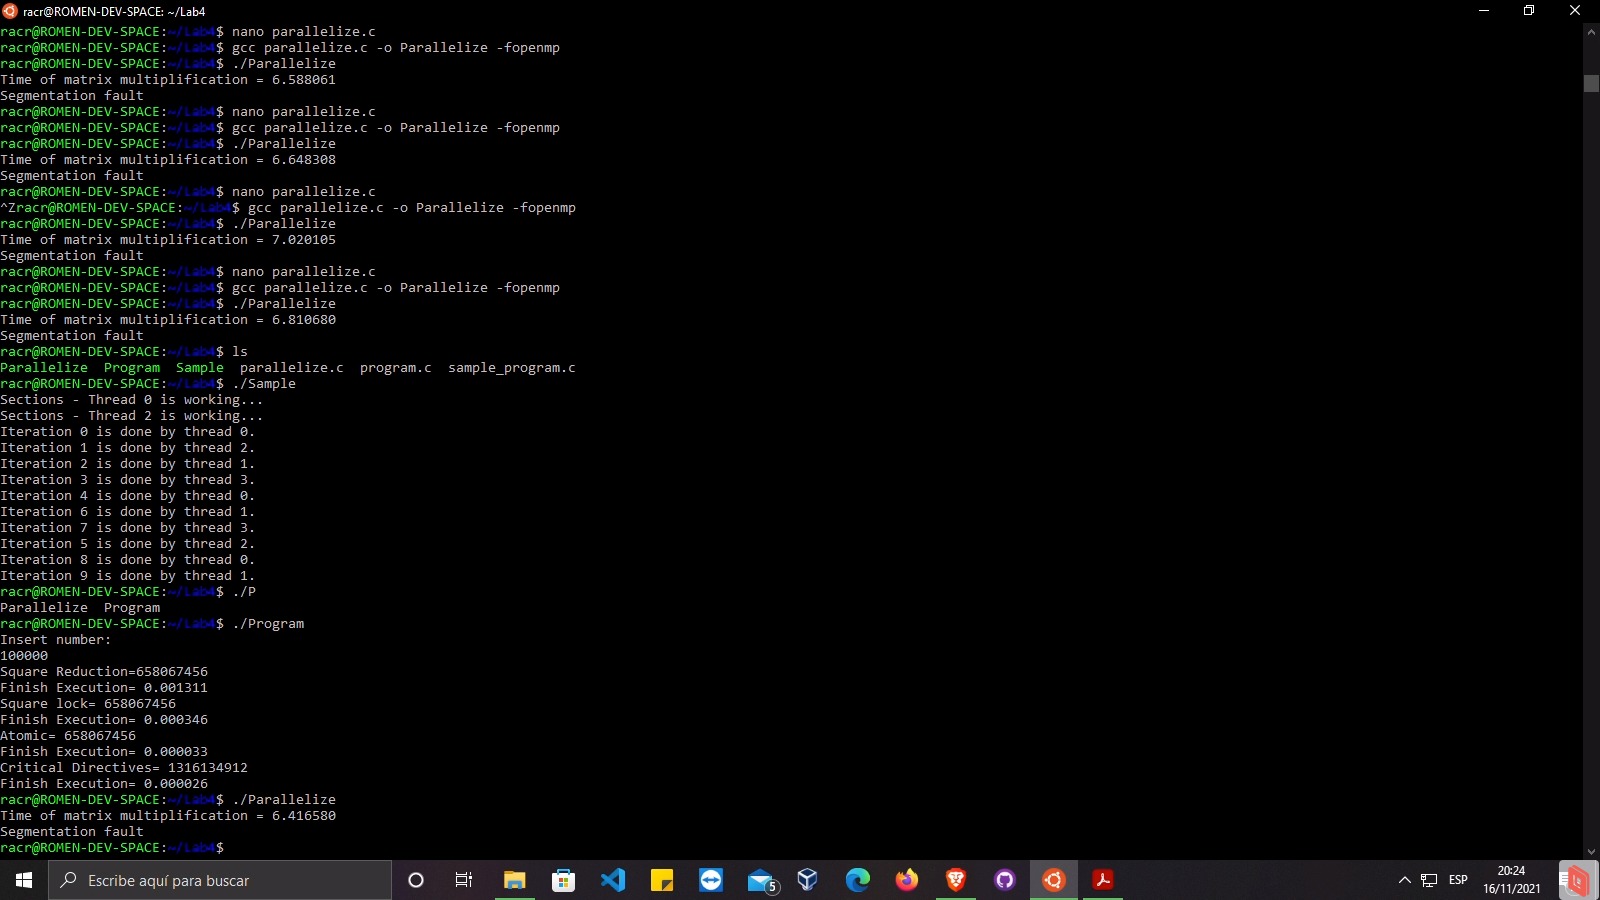 racr@ROMEN-DEV-SPACE: ~/Lab4
racr@ROMEN-DEV-SPACE:~/Lab4$ nano parallelize.c
racr@ROMEN-DEV-SPACE:~/Lab4$ gcc parallelize.c -o Parallelize -fopenmp
racr@ROMEN-DEV-SPACE:~/Lab4$ ./Parallelize
Time of matrix multiplification = 6.588061
Segmentation fault
racr@ROMEN-DEV-SPACE:~/Lab4$ nano parallelize.c
racr@ROMEN-DEV-SPACE:~/Lab4$ gcc parallelize.c -o Parallelize -fopenmp
racr@ROMEN-DEV-SPACE:~/Lab4$ ./Parallelize
Time of matrix multiplification = 6.648308
Segmentation fault
racr@ROMEN-DEV-SPACE:~/Lab4$ nano parallelize.c
^Zracr@ROMEN-DEV-SPACE:~/Lab4$ gcc parallelize.c -o Parallelize -fopenmp
racr@ROMEN-DEV-SPACE:~/Lab4$ ./Parallelize
Time of matrix multiplification = 7.020105
Segmentation fault
racr@ROMEN-DEV-SPACE:~/Lab4$ nano parallelize.c
racr@ROMEN-DEV-SPACE:~/Lab4$ gcc parallelize.c -o Parallelize -fopenmp
racr@ROMEN-DEV-SPACE:~/Lab4$ ./Parallelize
Time of matrix multiplification = 6.810680
Segmentation fault
racr@ROMEN-DEV-SPACE:~/Lab4$ ls
Parallelize  Program  Sample  parallelize.c  program.c  sample_program.c
racr@ROMEN-DEV-SPACE:~/Lab4$ ./Sample
Sections - Thread 0 is working...
Sections - Thread 2 is working...
Iteration 0 is done by thread 0.
Iteration 1 is done by thread 2.
Iteration 2 is done by thread 1.
Iteration 3 is done by thread 3.
Iteration 4 is done by thread 0.
Iteration 6 is done by thread 1.
Iteration 7 is done by thread 3.
Iteration 5 is done by thread 2.
Iteration 8 is done by thread 0.
Iteration 9 is done by thread 1.
racr@ROMEN-DEV-SPACE:~/Lab4$ ./P
Parallelize  Program
racr@ROMEN-DEV-SPACE:~/Lab4$ ./Program
Insert number:
100000
Square Reduction=658067456
Finish Execution= 0.001311
Square lock= 658067456
Finish Execution= 0.000346
Atomic= 658067456
Finish Execution= 0.000033
Critical Directives= 1316134912
Finish Execution= 0.000026
racr@ROMEN-DEV-SPACE:~/Lab4$ ./Parallelize
Time of matrix multiplification = 6.416580
Segmentation fault
racr@ROMEN-DEV-SPACE:~/Lab4$
Escribe aquí para buscar
5
ESP
20:24
16/11/2021